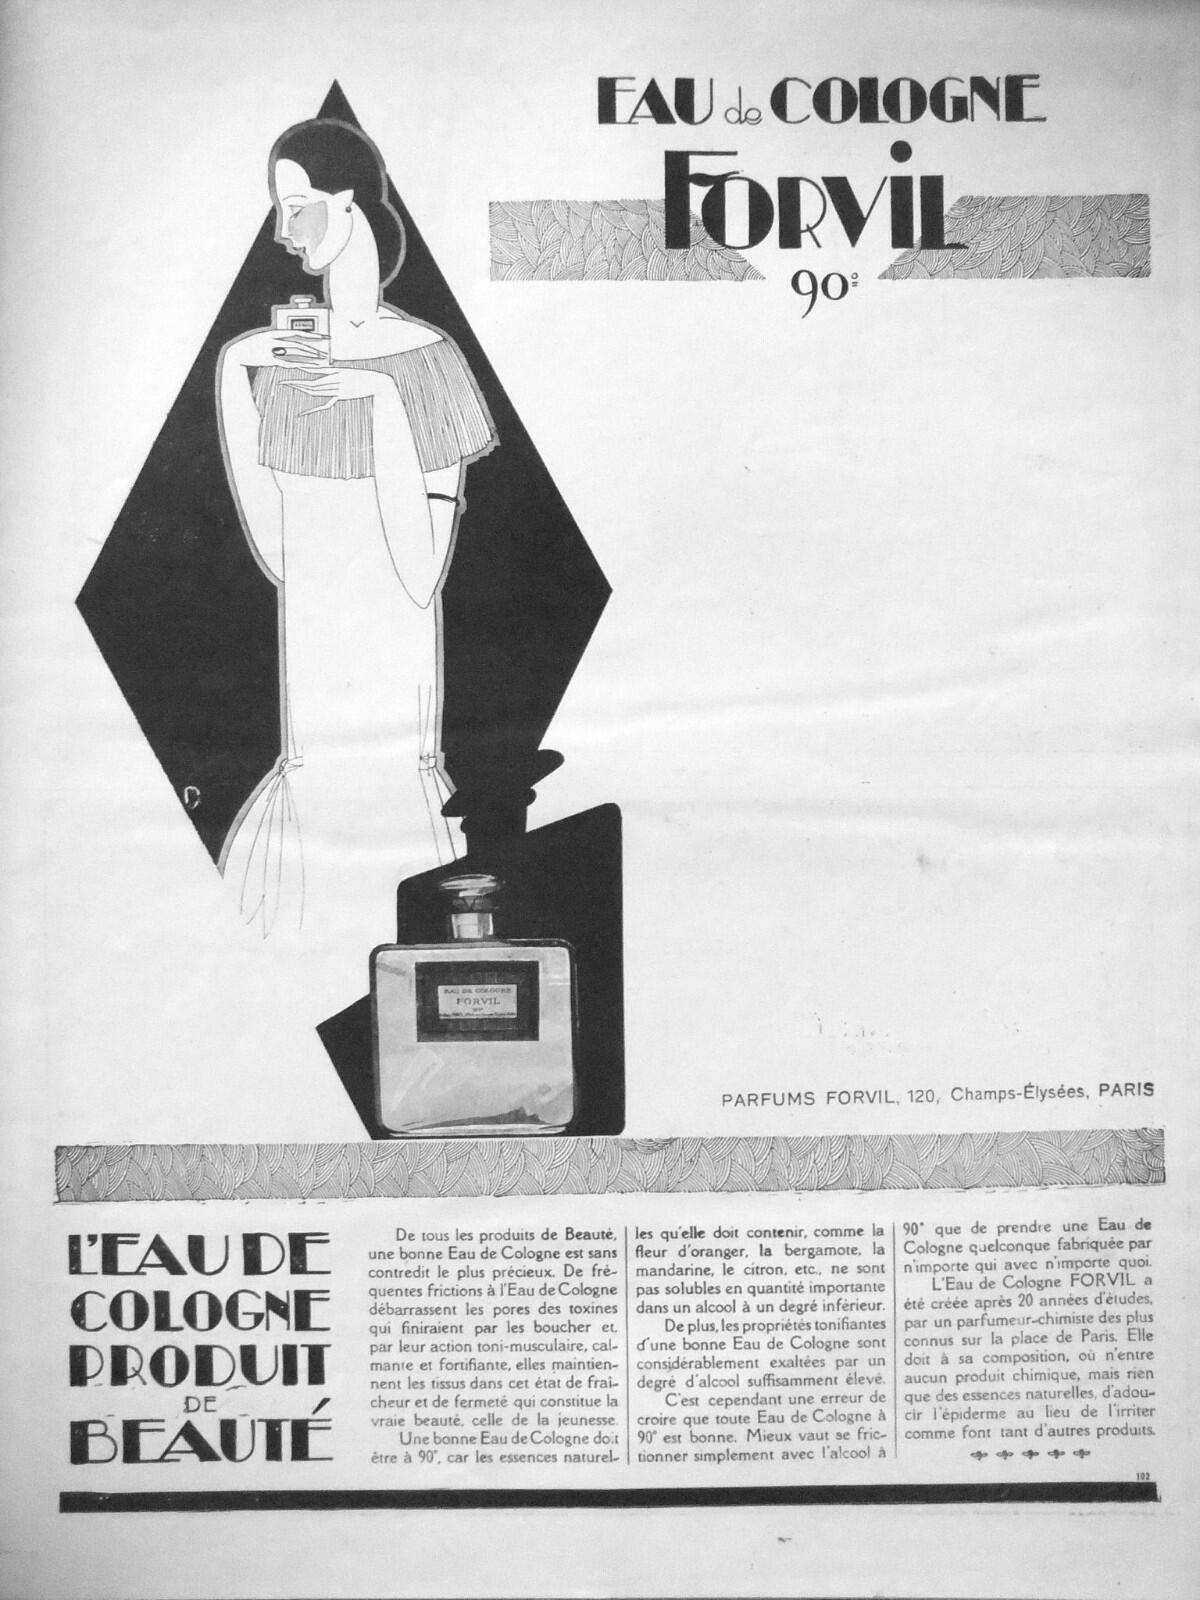 EAU de COLOGNE
FORVIL
90°
EAU DE COLOGNE
FORVIL
90°
PARFUMS FORVIL, 120, Champs-Élysées, PARIS
L'EAU DE
COLOGNE
PRODUIT
DE
BEAUTÉ
De tous les produits de Beauté,
une bonne Eau de Cologne est sans
contredit le plus précieux. De fré-
quentes frictions à l'Eau de Cologne
débarrassent les pores des toxines
qui finiraient par les boucher et,
par leur action toni-musculaire, cal-
mante et fortifiante, elles maintien-
nent les tissus dans cet état de fraî-
cheur et de fermeté qui constitue la
vraie beauté, celle de la jeunesse.
Une bonne Eau de Cologne doit
être à 90°, car les essences naturel-
les qu'elle doit contenir, comme la
fleur d'oranger, la bergamote, la
mandarine, le citron, etc., ne sont
pas solubles en quantité importante
dans un alcool à un degré inférieur.
De plus, les propriétés tonifiantes
d'une bonne Eau de Cologne sont
considérablement exaltées par un
degré d'alcool suffisamment élevé.
C'est cependant une erreur de
croire que toute Eau de Cologne à
90° est bonne. Mieux vaut se fric-
tionner simplement avec l'alcool à
90° que de prendre une Eau de
Cologne quelconque fabriquée par
n'importe qui avec n'importe quoi.
L'Eau de Cologne FORVIL a
été créée après 20 années d'études,
par un parfumeur-chimiste des plus
connus sur la place de Paris. Elle
doit à sa composition, où n'entre
aucun produit chimique, mais rien
que des essences naturelles, d'adou-
cir l'épiderme au lieu de l'irriter
comme font tant d'autres produits.
102